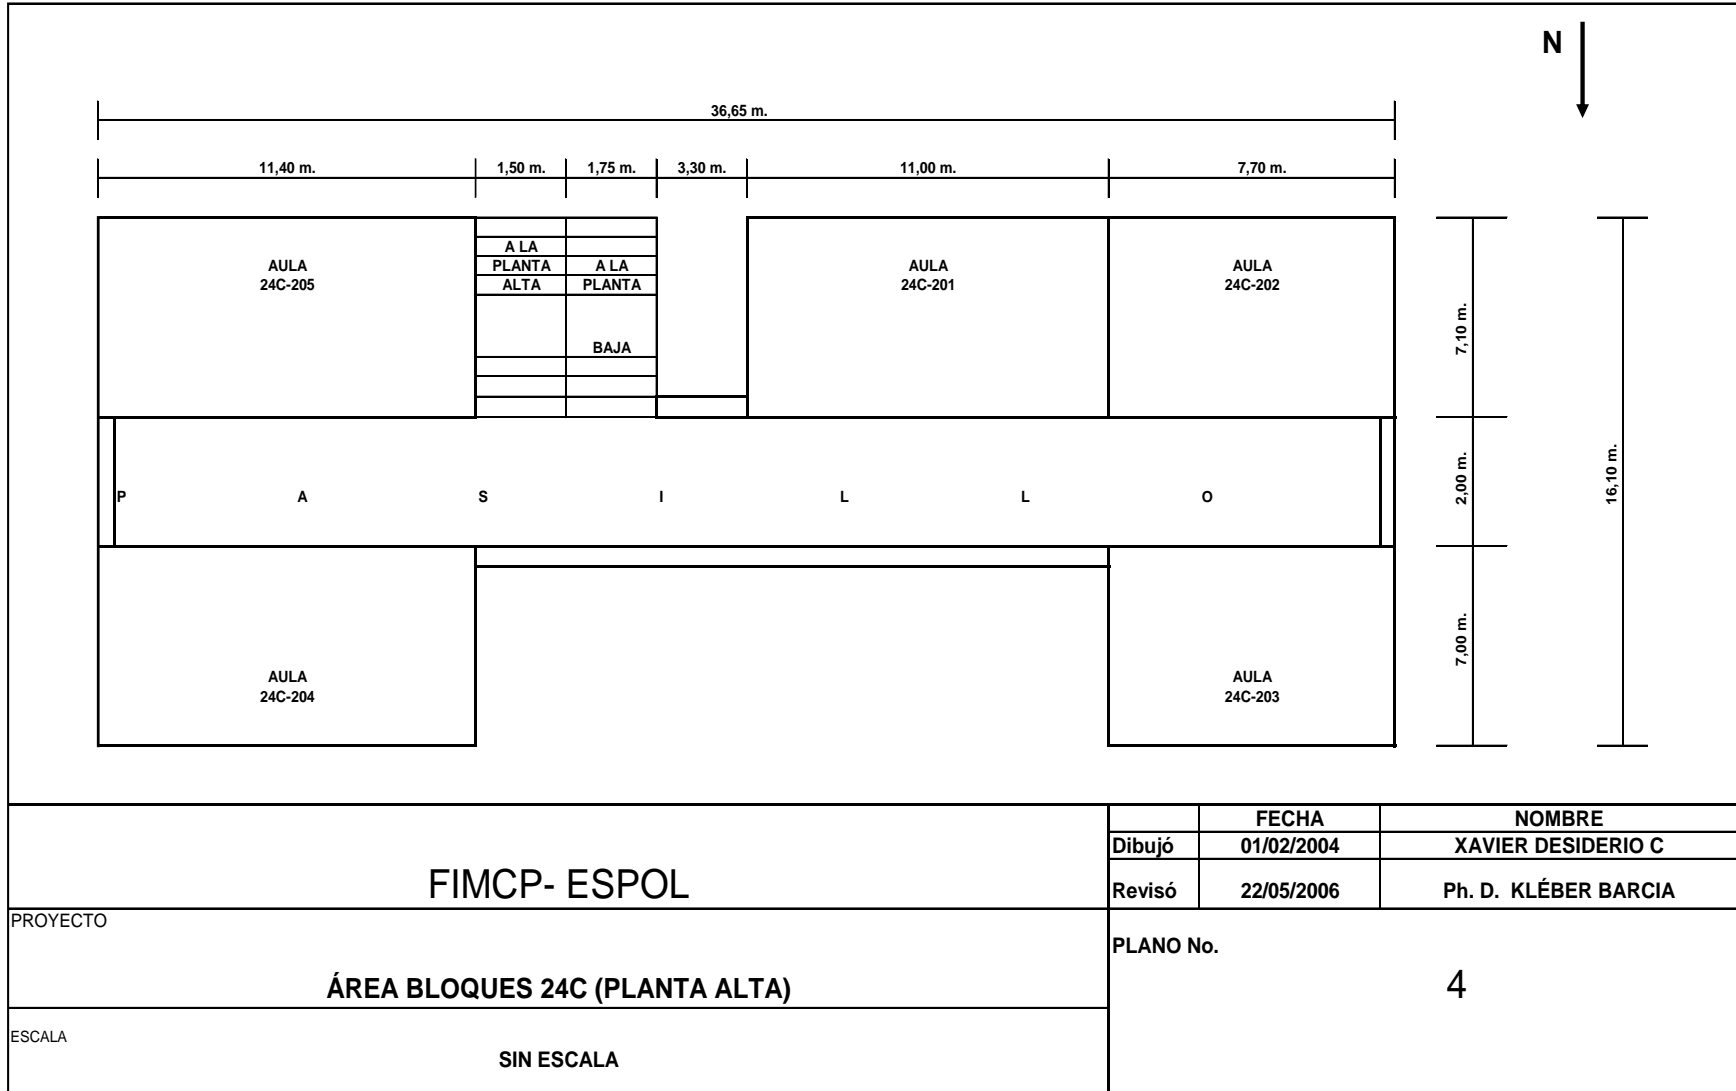 N
36,65 m.
11,40 m. 1,50 m. 1,75 m. 3,30 m. 11,00 m. 7,70 m.
AULA
24C-205
A LA
PLANTA
ALTA
A LA
PLANTA
BAJA
AULA
24C-201
AULA
24C-202
7,10 m.
2,00 m.
16,10 m.
7,00 m.
P A S I L L O
AULA
24C-204
AULA
24C-203
FECHA NOMBRE
Dibujó 01/02/2004 XAVIER DESIDERIO C
Revisó 22/05/2006 Ph. D. KLÉBER BARCIA
FIMCP- ESPOL
PROYECTO
ÁREA BLOQUES 24C (PLANTA ALTA)
PLANO No.
4
ESCALA
SIN ESCALA